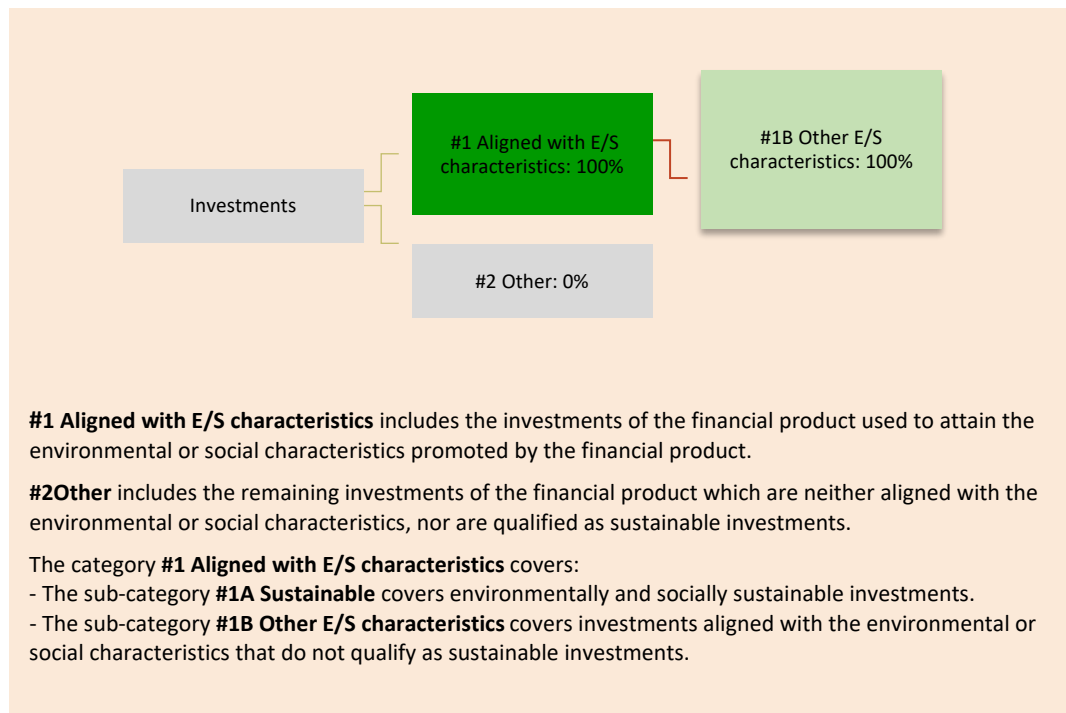 #1 Aligned with E/S
characteristics: 100%
#1B Other E/S
characteristics: 100%
Investments
#2 Other: 0%
#1 Aligned with E/S characteristics includes the investments of the financial product used to attain the
environmental or social characteristics promoted by the financial product.
#2Other includes the remaining investments of the financial product which are neither aligned with the
environmental or social characteristics, nor are qualified as sustainable investments.
The category #1 Aligned with E/S characteristics covers:
- The sub-category #1A Sustainable covers environmentally and socially sustainable investments.
- The sub-category #1B Other E/S characteristics covers investments aligned with the environmental or
social characteristics that do not qualify as sustainable investments.